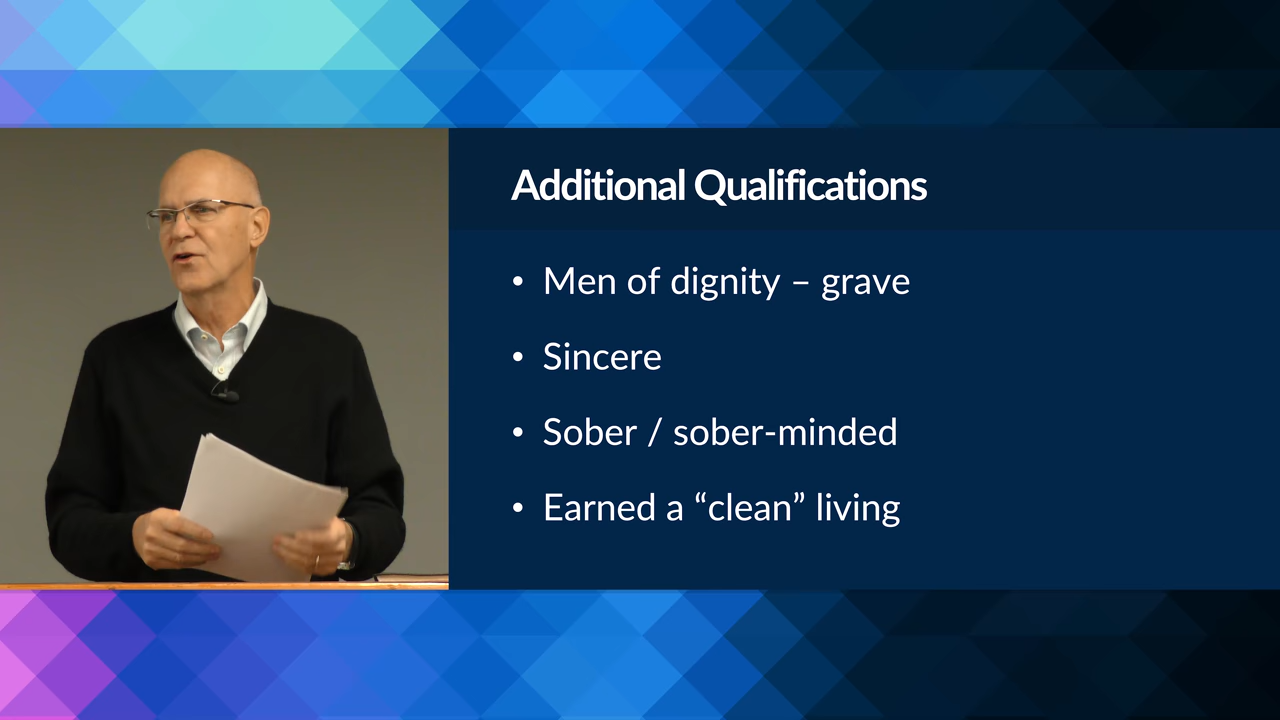 Additional Qualifications
• Men of dignity – grave
• Sincere
• Sober / sober-minded
• Earned a “clean” living